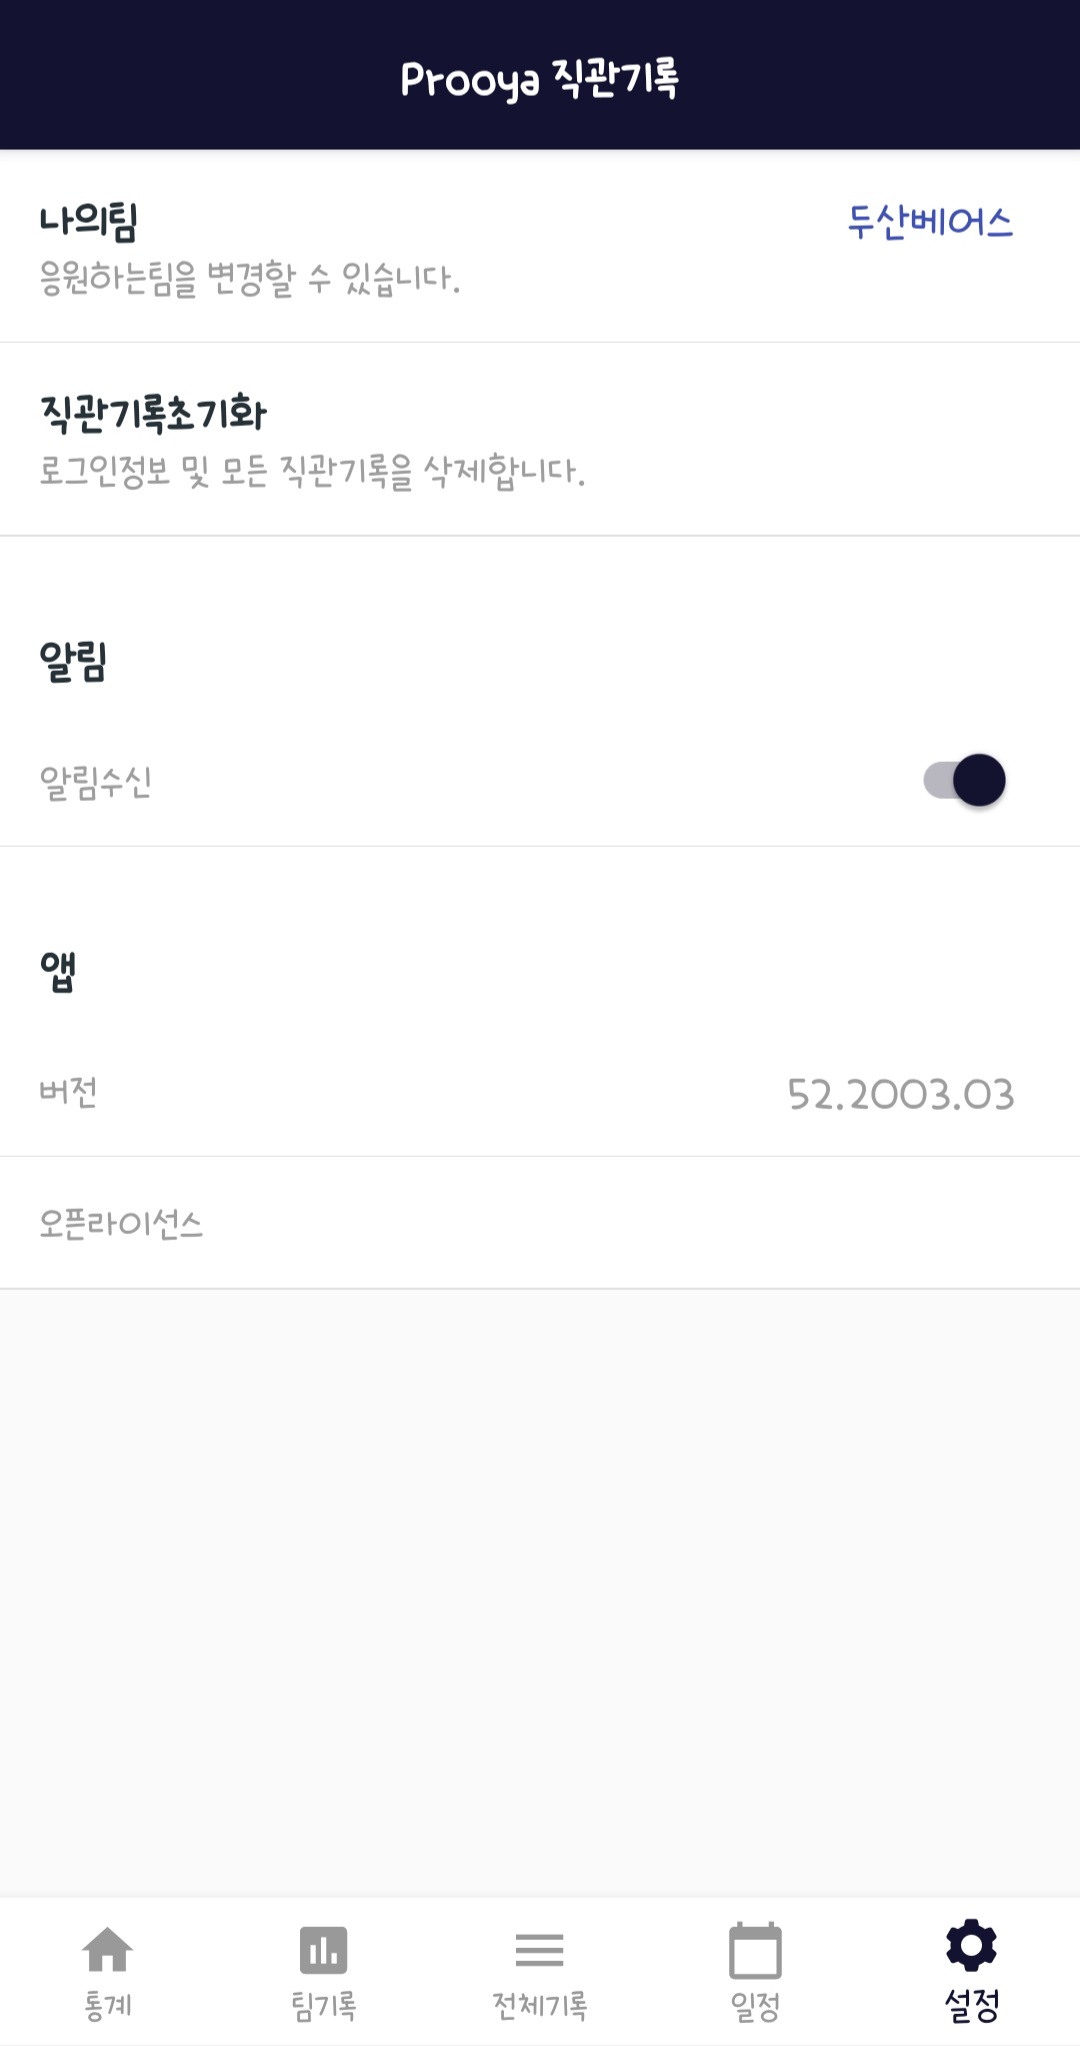 Prooya 직관기록
나의팀
두산베어스
응원하는팀을 변경할 수 있습니다.
직관기록초기화
로그인정보 및 모든 직관기록을 삭제합니다.
알림
알림수신
앱
버전
52.2003.03
오픈라이선스
통계
팀기록
전체기록
일정
설정